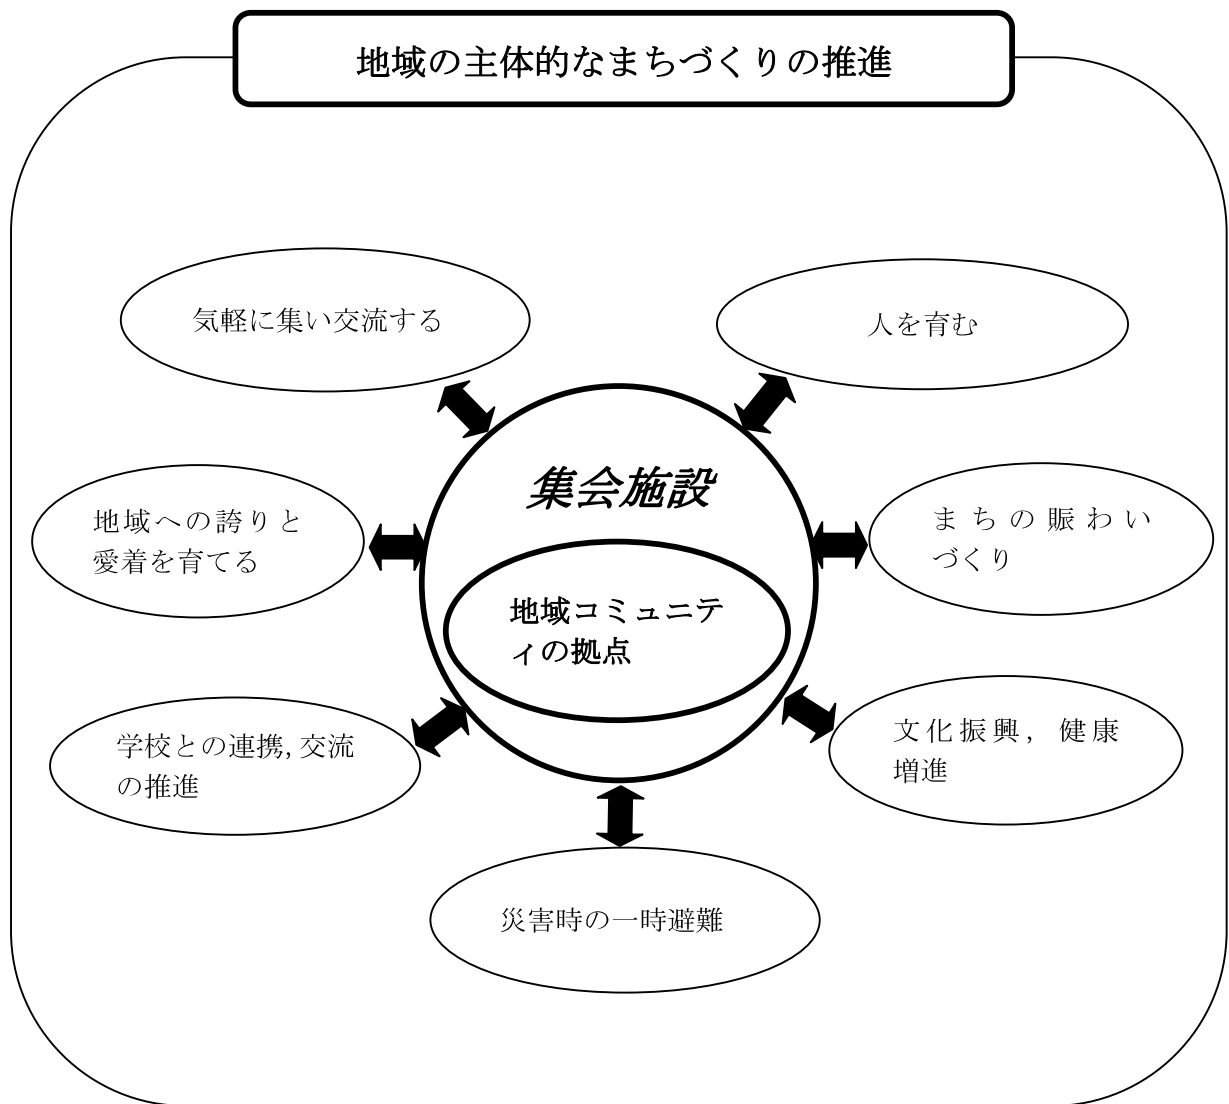 地域の主体的なまちづくりの推進
気軽に集い交流する
人を育む
集会施設
地域への誇りと
愛着を育てる
まちの賑わい
づくり
地域コミュニテ
ィの拠点
学校との連携,交流
の推進
文化振興，健康
増進
災害時の一時避難